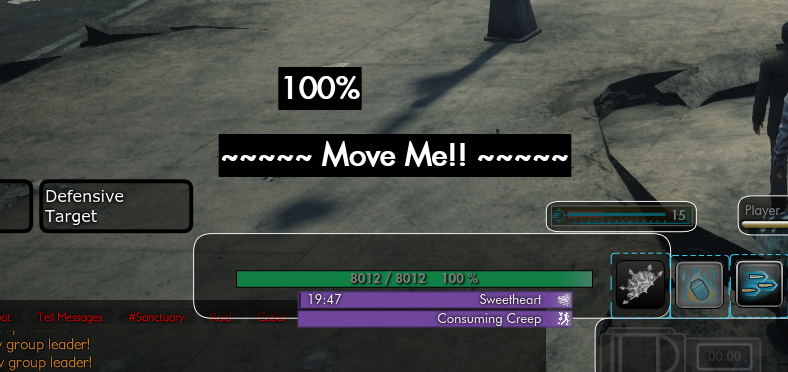 100%
~~~~~ Move Me!! ~~~~~
Defensive
Target
15
Player
8012 / 8012 100 %
19:47 Sweetheart
Tell Messages #Sanctuary
Consuming Creep
group leader!
00:00
group leader!